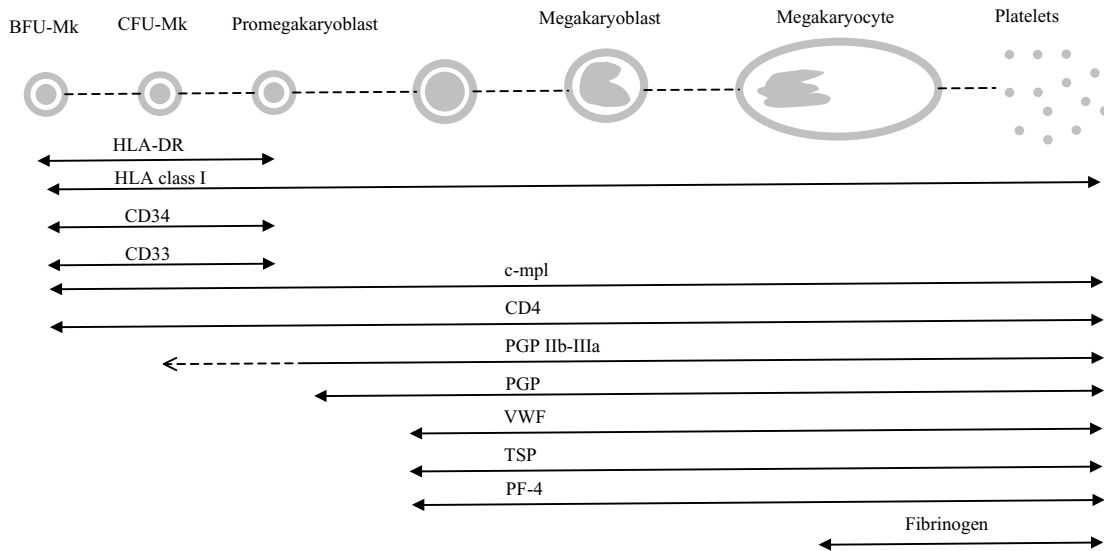 BFU-Mk CFU-Mk Promegakaryoblast Megakaryoblast Megakaryocyte Platelets
HLA-DR
HLA class I
CD34
CD33
c-mpl
CD4
PGP IIb-IIIa
PGP
VWF
TSP
PF-4
Fibrinogen